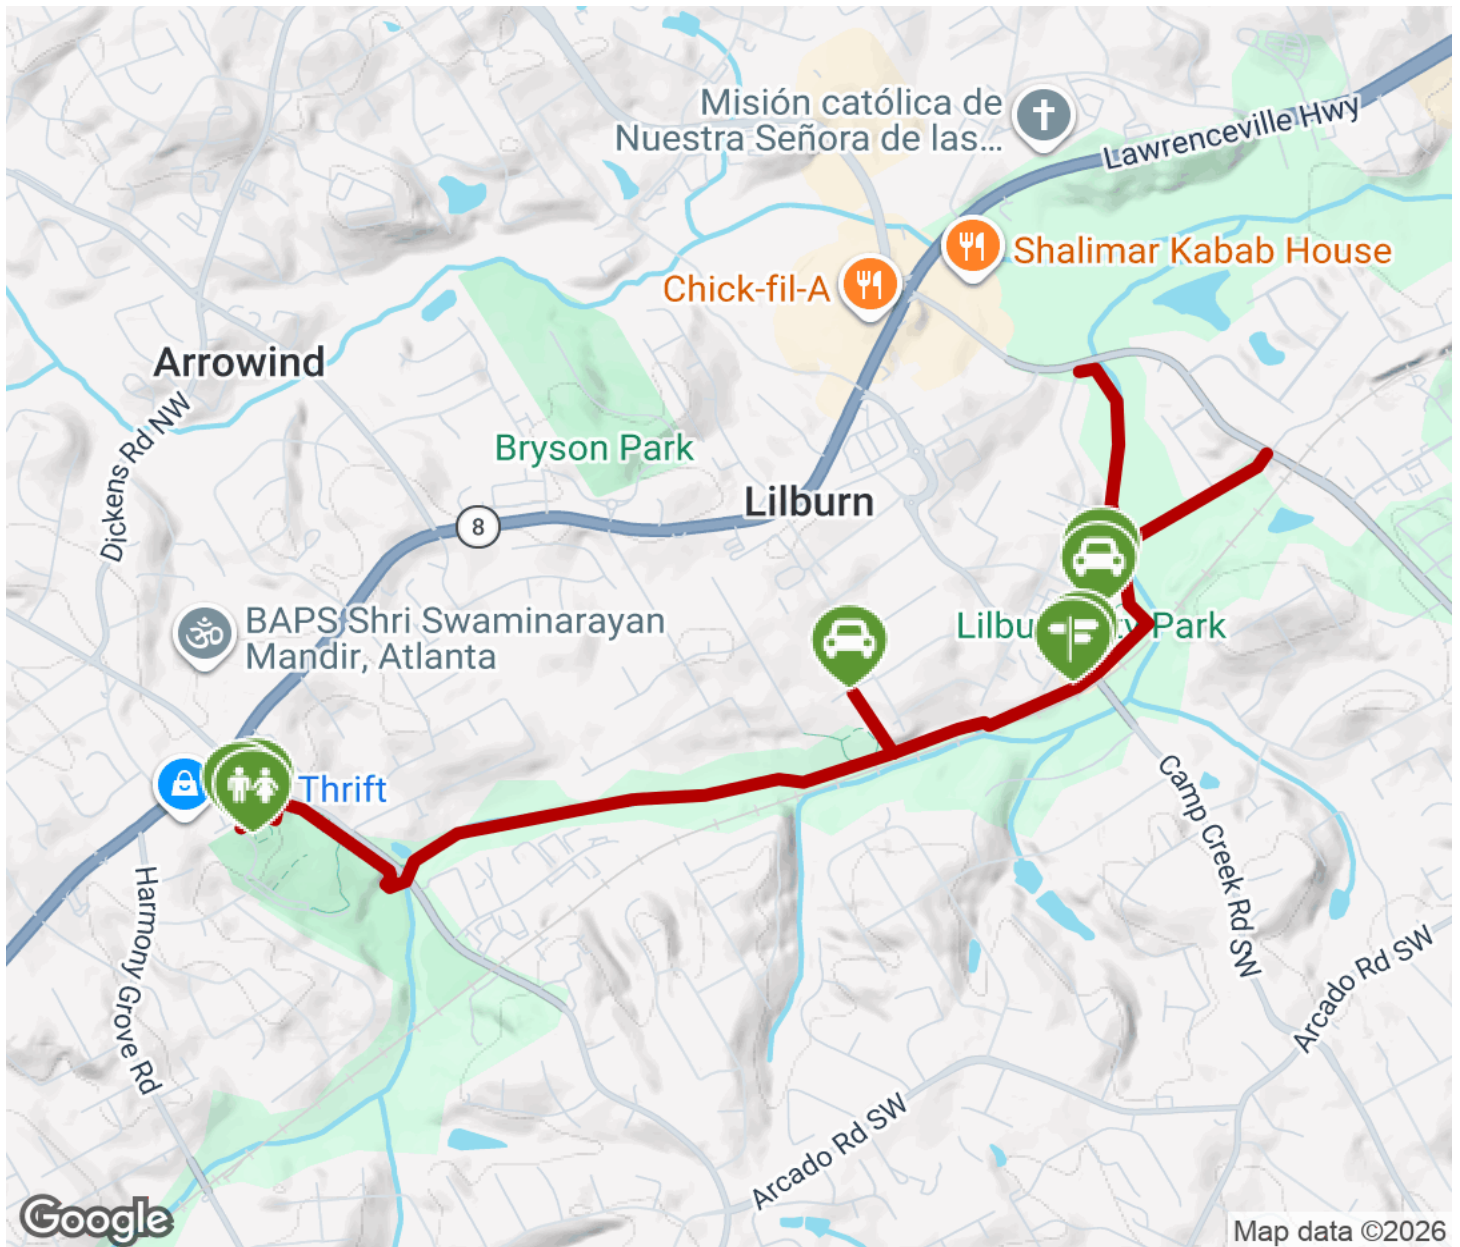 Misión católica de
Nuestra Señora de las...
Lawrenceville Hwy
Shalimar Kabab House
Chick-fil-A
Arrowind
Dickens Rd NW
Bryson Park
Lilburn
8
BAPS Shri Swaminarayan
Mandir, Atlanta
Park
Thrift
Camp Creek Rd SW
Harmony Grove Rd
Arcado Rd SW
Arcado Rd SW
Google
Map data ©2026